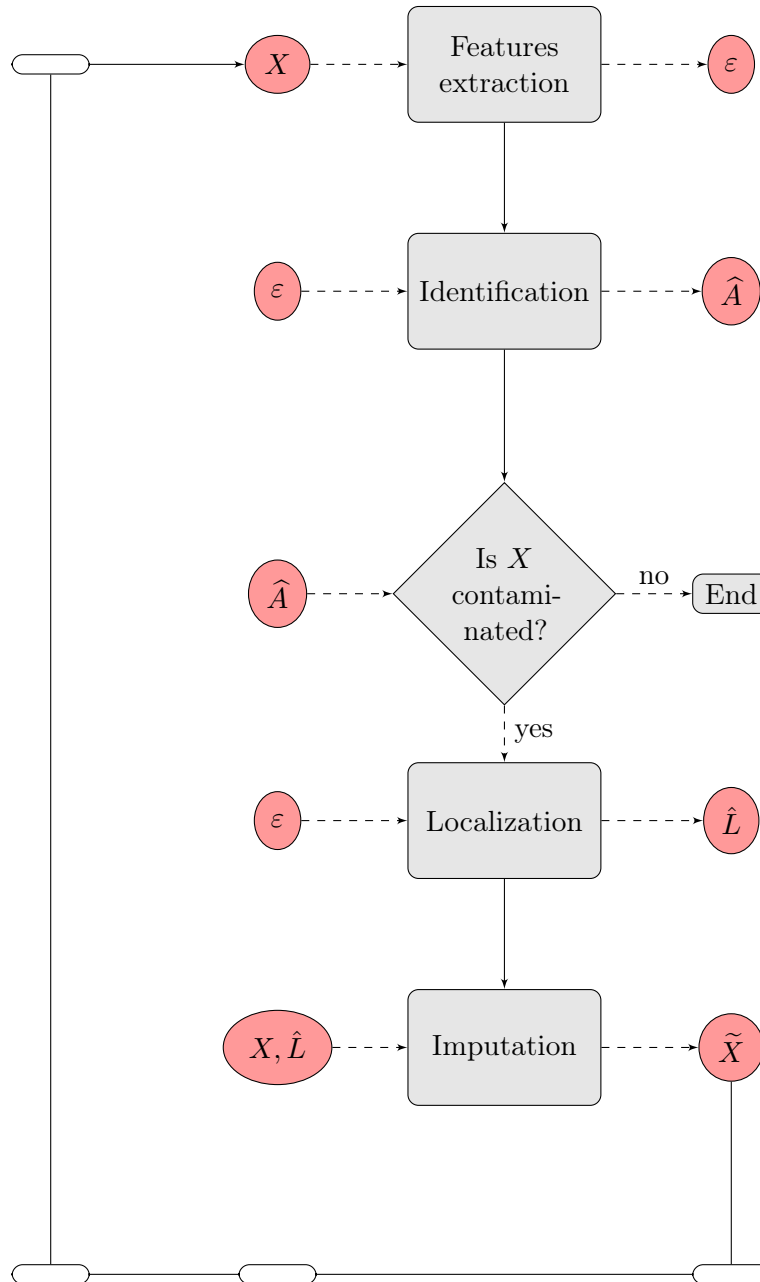 X
Features
extraction
ε
ε
Identification
Â
Â
Is X
contami-
nated?
no
End
yes
ε
Localization
L̂
X, L̂
Imputation
X̃